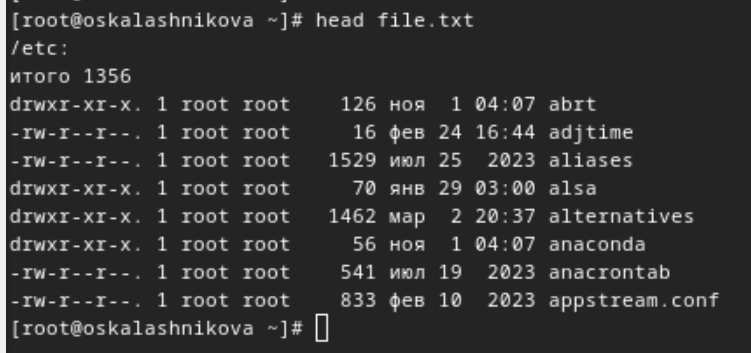 [root@oskalashnikova ~]# head file.txt
/etc:
итого 1356
drwxr-xr-x. 1 root root    126 ноя  1 04:07 abrt
-rw-r--r--. 1 root root     16 фев 24 16:44 adjtime
-rw-r--r--. 1 root root   1529 июл 25  2023 aliases
drwxr-xr-x. 1 root root     70 янв 29 03:00 alsa
drwxr-xr-x. 1 root root   1462 мар  2 20:37 alternatives
drwxr-xr-x. 1 root root     56 ноя  1 04:07 anaconda
-rw-r--r--. 1 root root    541 июл 19  2023 anacrontab
-rw-r--r--. 1 root root    833 фев 10  2023 appstream.conf
[root@oskalashnikova ~]#